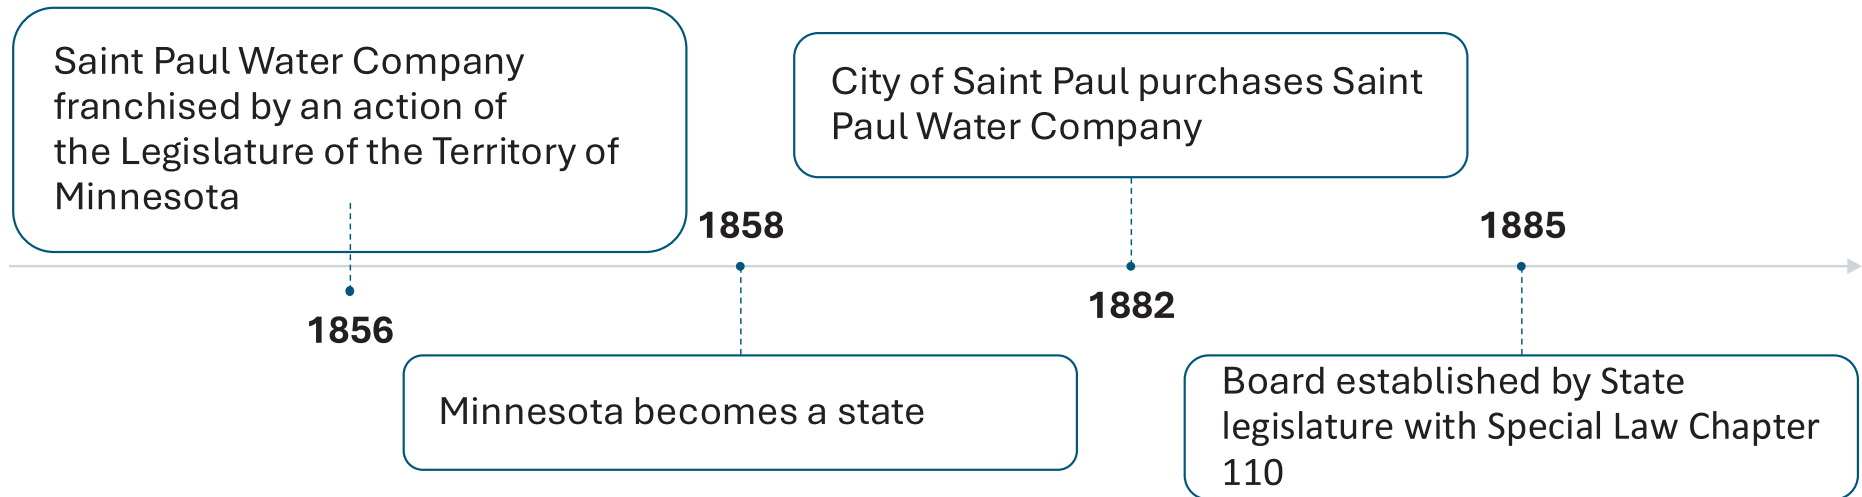 Saint Paul Water Company
franchised by an action of
the Legislature of the Territory of
Minnesota
1856
1858
Minnesota becomes a state
City of Saint Paul purchases Saint
Paul Water Company
1882
1885
Board established by State
legislature with Special Law Chapter
110